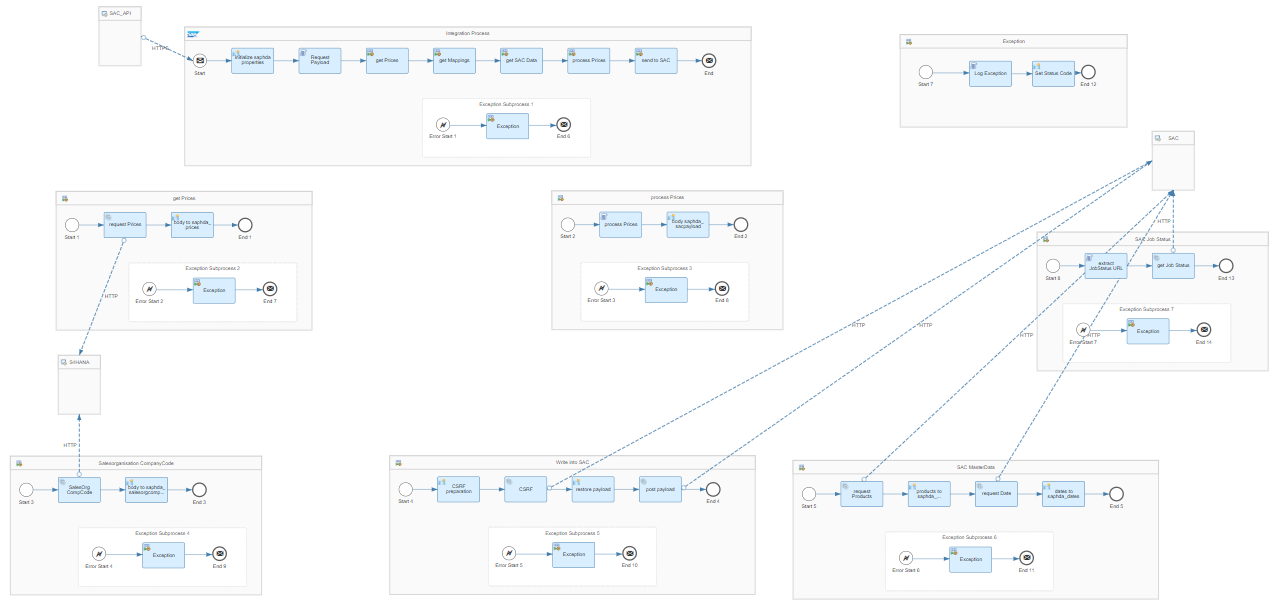 SAC_API
HTTP
Integration Process
Start
Initialize saphda
properties
Request
Payload
get Prices
get Mappings
get SAC Data
process Prices
send to SAC
End
Exception Subprocess 1
Error Start 1
Exception
End 6
Exception
Start 7
Log Exception
Set Status Code
End 12
SAC
get Prices
Start 1
request Prices
body to saphda_
prices
End 1
Exception Subprocess 2
Error Start 2
Exception
End 7
HTTP
process Prices
Start 2
process Prices
body saphda_
sacpayload
End 2
Exception Subprocess 3
Error Start 3
Exception
End 8
HTTP
SAC Job Status
Start 8
extract
JobStatus URL
get Job Status
End 13
Exception Subprocess 7
Error Start 7
Exception
End 14
HTTP
HTTP
HTTP
HTTP
S4HANA
HTTP
Salesorganisation CompanyCode
Start 3
SalesOrg
CompCode
body to saphda_
salesorgcomp...
End 3
Exception Subprocess 4
Error Start 4
Exception
End 9
Write into SAC
Start 4
CSRF
preparation
CSRF
restore payload
post payload
End 4
Exception Subprocess 5
Error Start 5
Exception
End 10
SAC MasterData
Start 5
request
Products
products to
saphda_...
request Date
dates to
saphda_dates
End 5
Exception Subprocess 6
Error Start 6
Exception
End 11